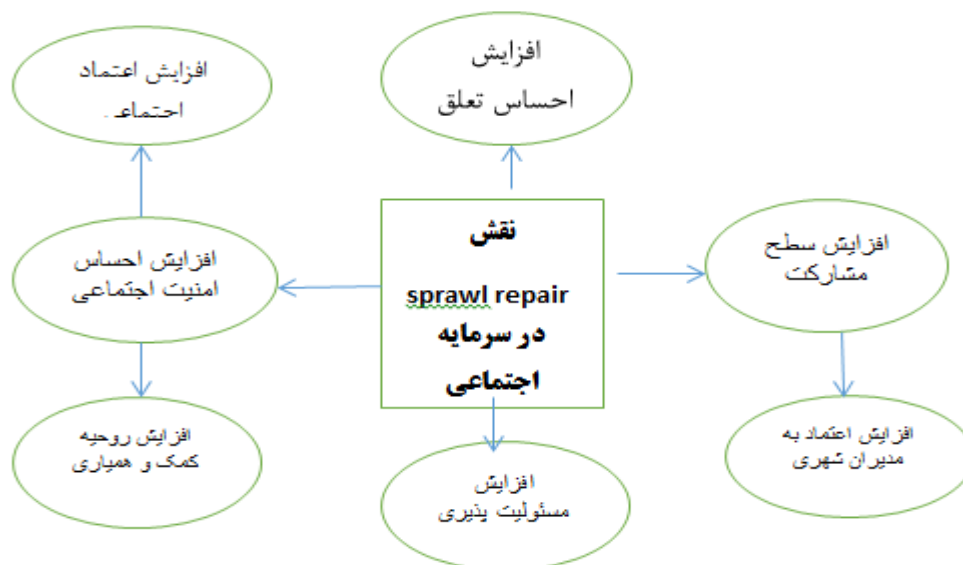 افزایش
احساس تعلق
افزایش اعتماد
اجتماعی
نقش
sprawl repair
در سرمایه
اجتماعی
افزایش سطح
مشارکت
افزایش احساس
امنیت اجتماعی
افزایش اعتماد به
مدیران شهری
افزایش
مسئولیت پذیری
افزایش روحیه
کمک و همیاری